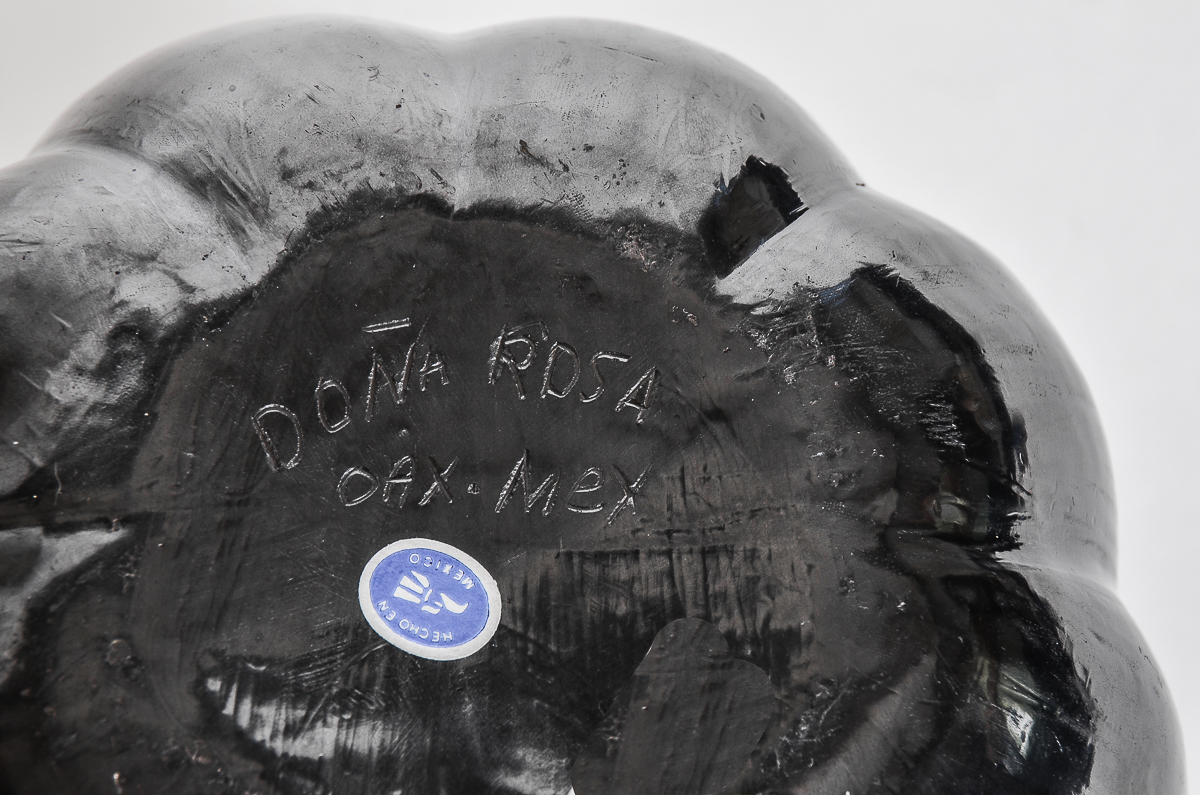 DOÑA ROSA
OAX. MEX
HECHO EN
MEXICO